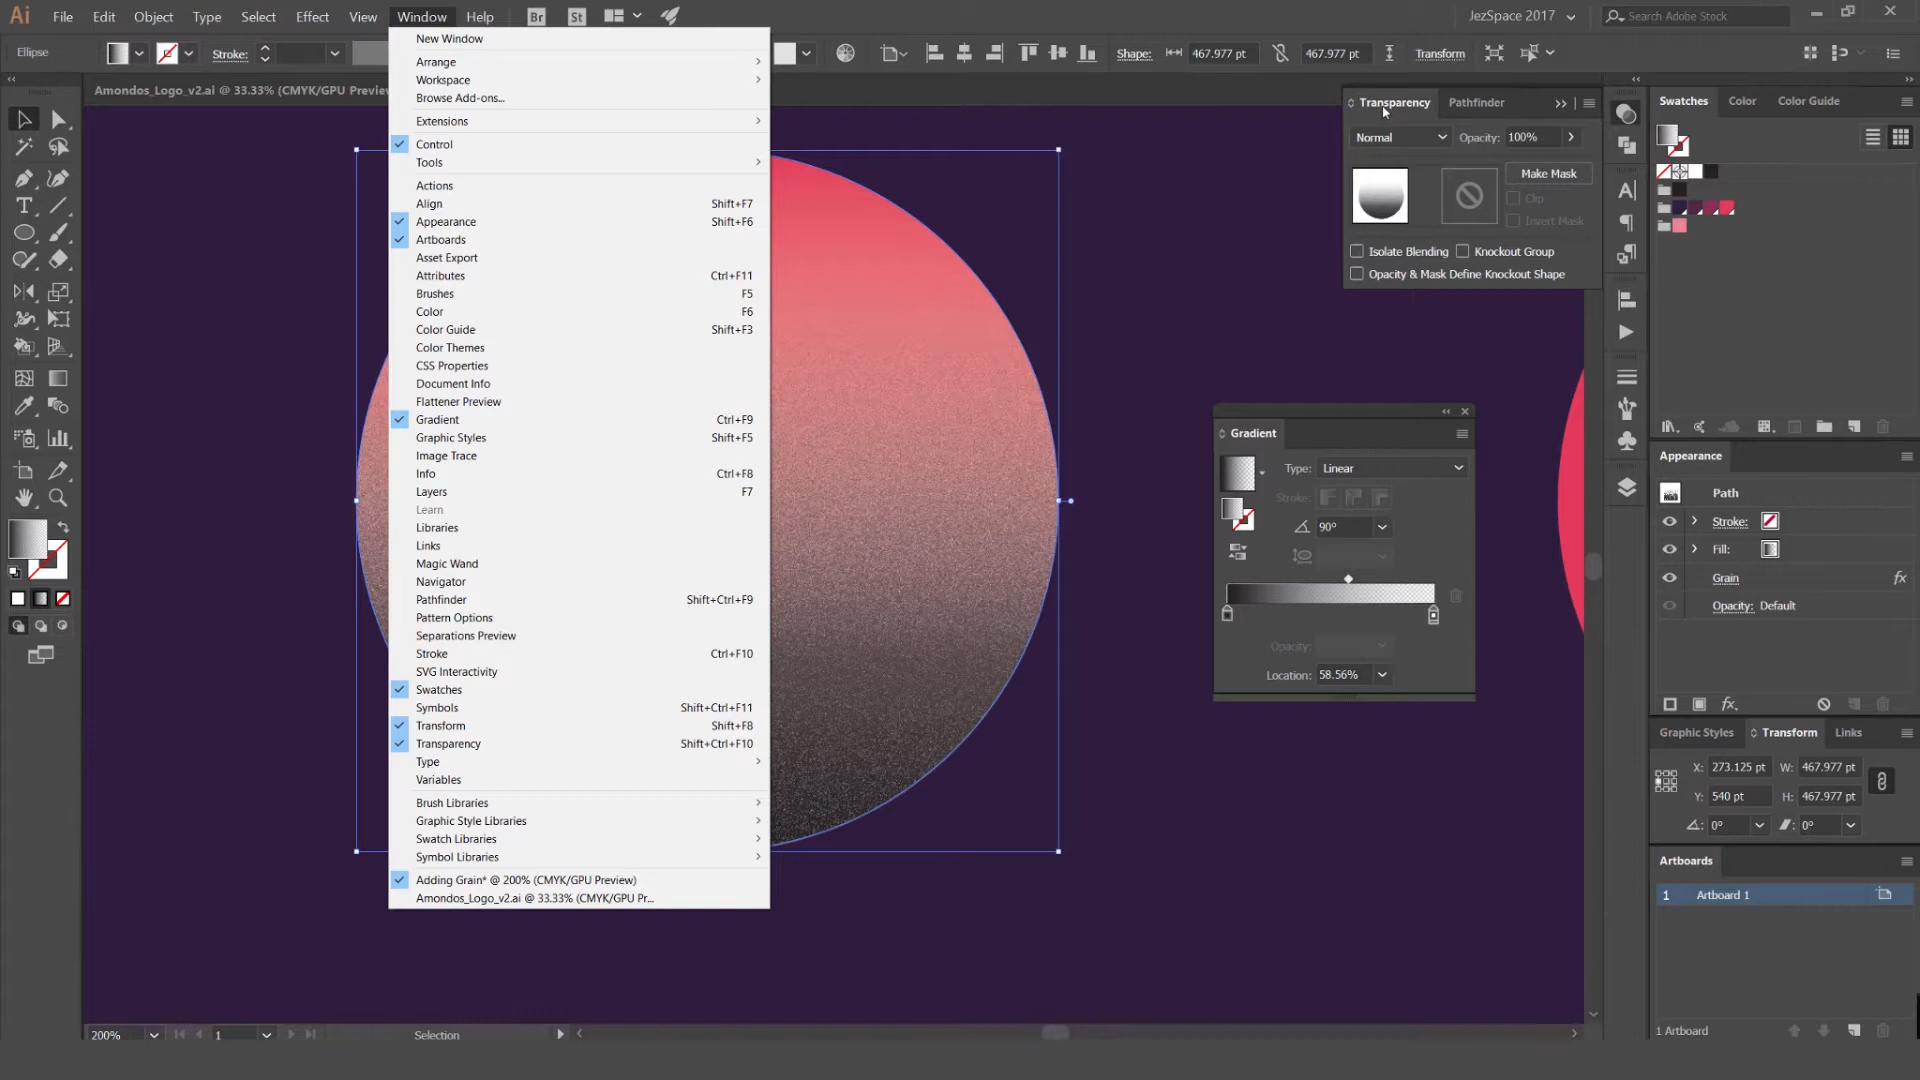 Ai File Edit Object Type Select Effect View Window Help Br St JezSpace 2017 Search Adobe Stock
Ellipse Stroke: Shape: 467.977 pt 467.977 pt Transform
Amondos_Logo_v2.ai @ 33.33% (CMYK/GPU Preview
New Window
Arrange
Workspace
Browse Add-ons...
Extensions
Control
Tools
Actions
Align Shift+F7
Appearance Shift+F6
Artboards
Asset Export
Attributes Ctrl+F11
Brushes F5
Color F6
Color Guide Shift+F3
Color Themes
CSS Properties
Document Info
Flattener Preview
Gradient Ctrl+F9
Graphic Styles Shift+F5
Image Trace
Info Ctrl+F8
Layers F7
Learn
Libraries
Links
Magic Wand
Navigator
Pathfinder Shift+Ctrl+F9
Pattern Options
Separations Preview
Stroke Ctrl+F10
SVG Interactivity
Swatches
Symbols Shift+Ctrl+F11
Transform Shift+F8
Transparency Shift+Ctrl+F10
Type
Variables
Brush Libraries
Graphic Style Libraries
Swatch Libraries
Symbol Libraries
Adding Grain* @ 200% (CMYK/GPU Preview)
Amondos_Logo_v2.ai @ 33.33% (CMYK/GPU Pr...
Transparency Pathfinder
Normal Opacity: 100%
Make Mask
Clip
Invert Mask
Isolate Blending Knockout Group
Opacity & Mask Define Knockout Shape
Gradient
Type: Linear
Stroke:
90°
Opacity:
Location: 58.56%
Swatches Color Color Guide
Appearance
Path
Stroke:
Fill:
Grain fx
Opacity: Default
fx
Graphic Styles Transform Links
X: 273.125 pt W: 467.977 pt
Y: 540 pt H: 467.977 pt
0° 0°
Artboards
1 Artboard 1
1 Artboard
200% 1 Selection